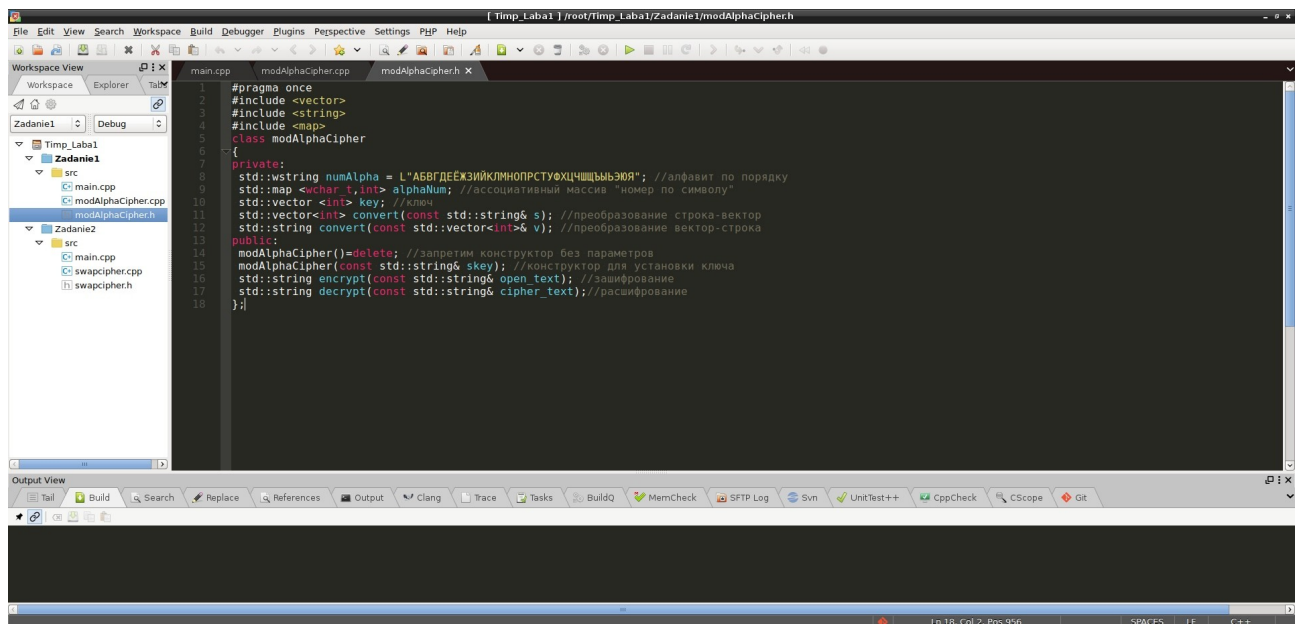 [ Timp_Laba1 ] /root/Timp_Laba1/Zadanie1/modAlphaCipher.h
File Edit View Search Workspace Build Debugger Plugins Perspective Settings PHP Help
Workspace View
Workspace Explorer Tab
Zadanie1 Debug
Timp_Laba1
Zadanie1
src
main.cpp
modAlphaCipher.cpp
modAlphaCipher.h
Zadanie2
src
main.cpp
swapcipher.cpp
swapcipher.h
main.cpp modAlphaCipher.cpp modAlphaCipher.h
1 #pragma once
2 #include <vector>
3 #include <string>
4 #include <map>
5 class modAlphaCipher
6 {
7 private:
8 std::wstring numAlpha = L"АБВГДЕЁЖЗИЙКЛМНОПРСТУФХЦЧШЩЪЫЬЭЮЯ"; //алфавит по порядку
9 std::map <wchar_t,int> alphaNum; //ассоциативный массив "номер по символу"
10 std::vector <int> key; //ключ
11 std::vector<int> convert(const std::string& s); //преобразование строка-вектор
12 std::string convert(const std::vector<int>& v); //преобразование вектор-строка
13 public:
14 modAlphaCipher()=delete; //запретим конструктор без параметров
15 modAlphaCipher(const std::string& skey); //конструктор для установки ключа
16 std::string encrypt(const std::string& open_text); //зашифрование
17 std::string decrypt(const std::string& cipher_text);//расшифрование
18 };
Output View
Tail Build Search Replace References Output Clang Trace Tasks BuildQ MemCheck SFTP Log Svn UnitTest++ CppCheck CScope Git
Ln 18, Col 2, Pos 956 SPACES LF C++